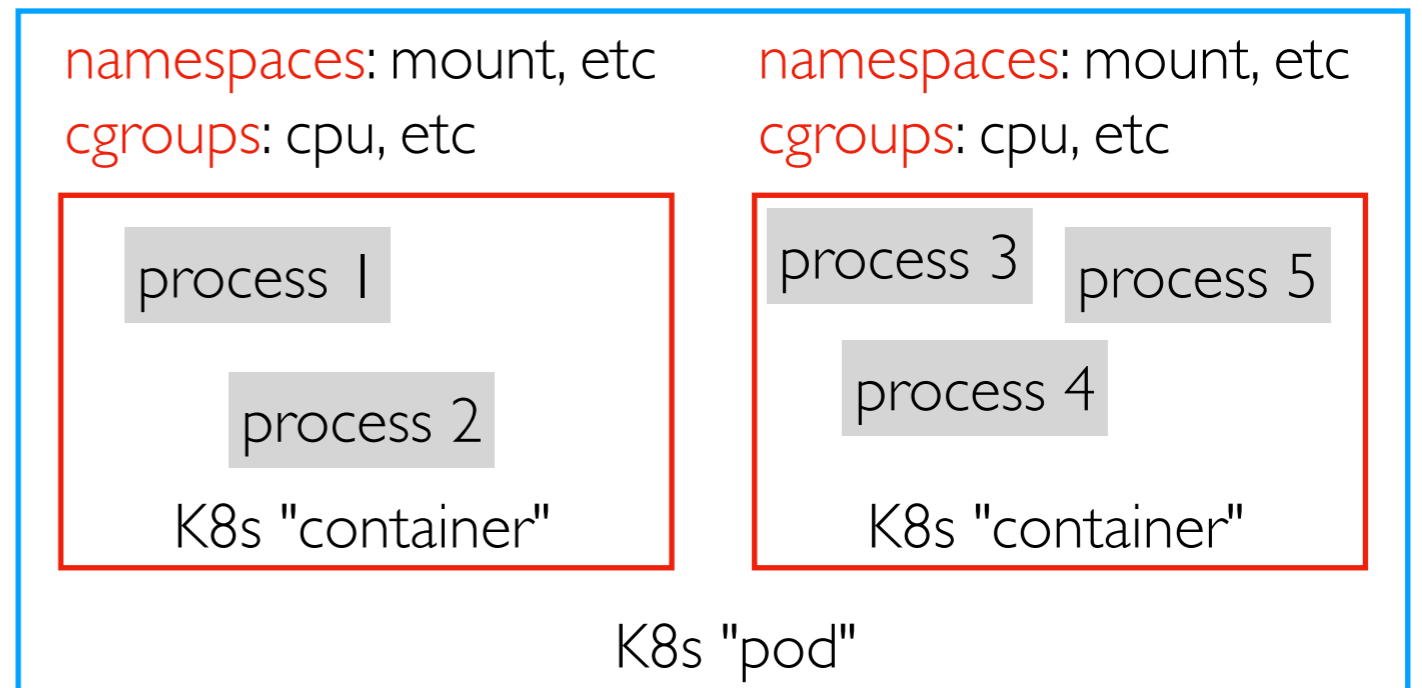 namespaces: mount, etc
cgroups: cpu, etc
process 1
process 2
K8s "container"
namespaces: mount, etc
cgroups: cpu, etc
process 3
process 5
process 4
K8s "container"
K8s "pod"